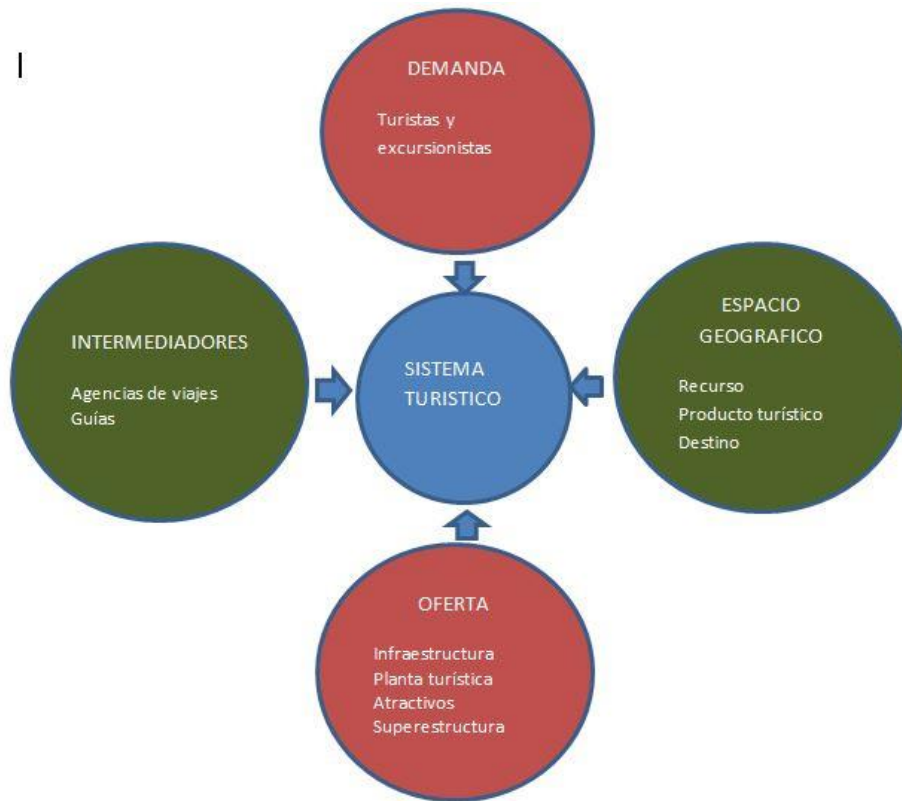 DEMANDA
Turistas y
excursionistas
INTERMEDIADORES
Agencias de viajes
Guías
SISTEMA
TURISTICO
ESPACIO
GEOGRAFICO
Recurso
Producto turístico
Destino
OFERTA
Infraestructura
Planta turística
Atractivos
Superestructura